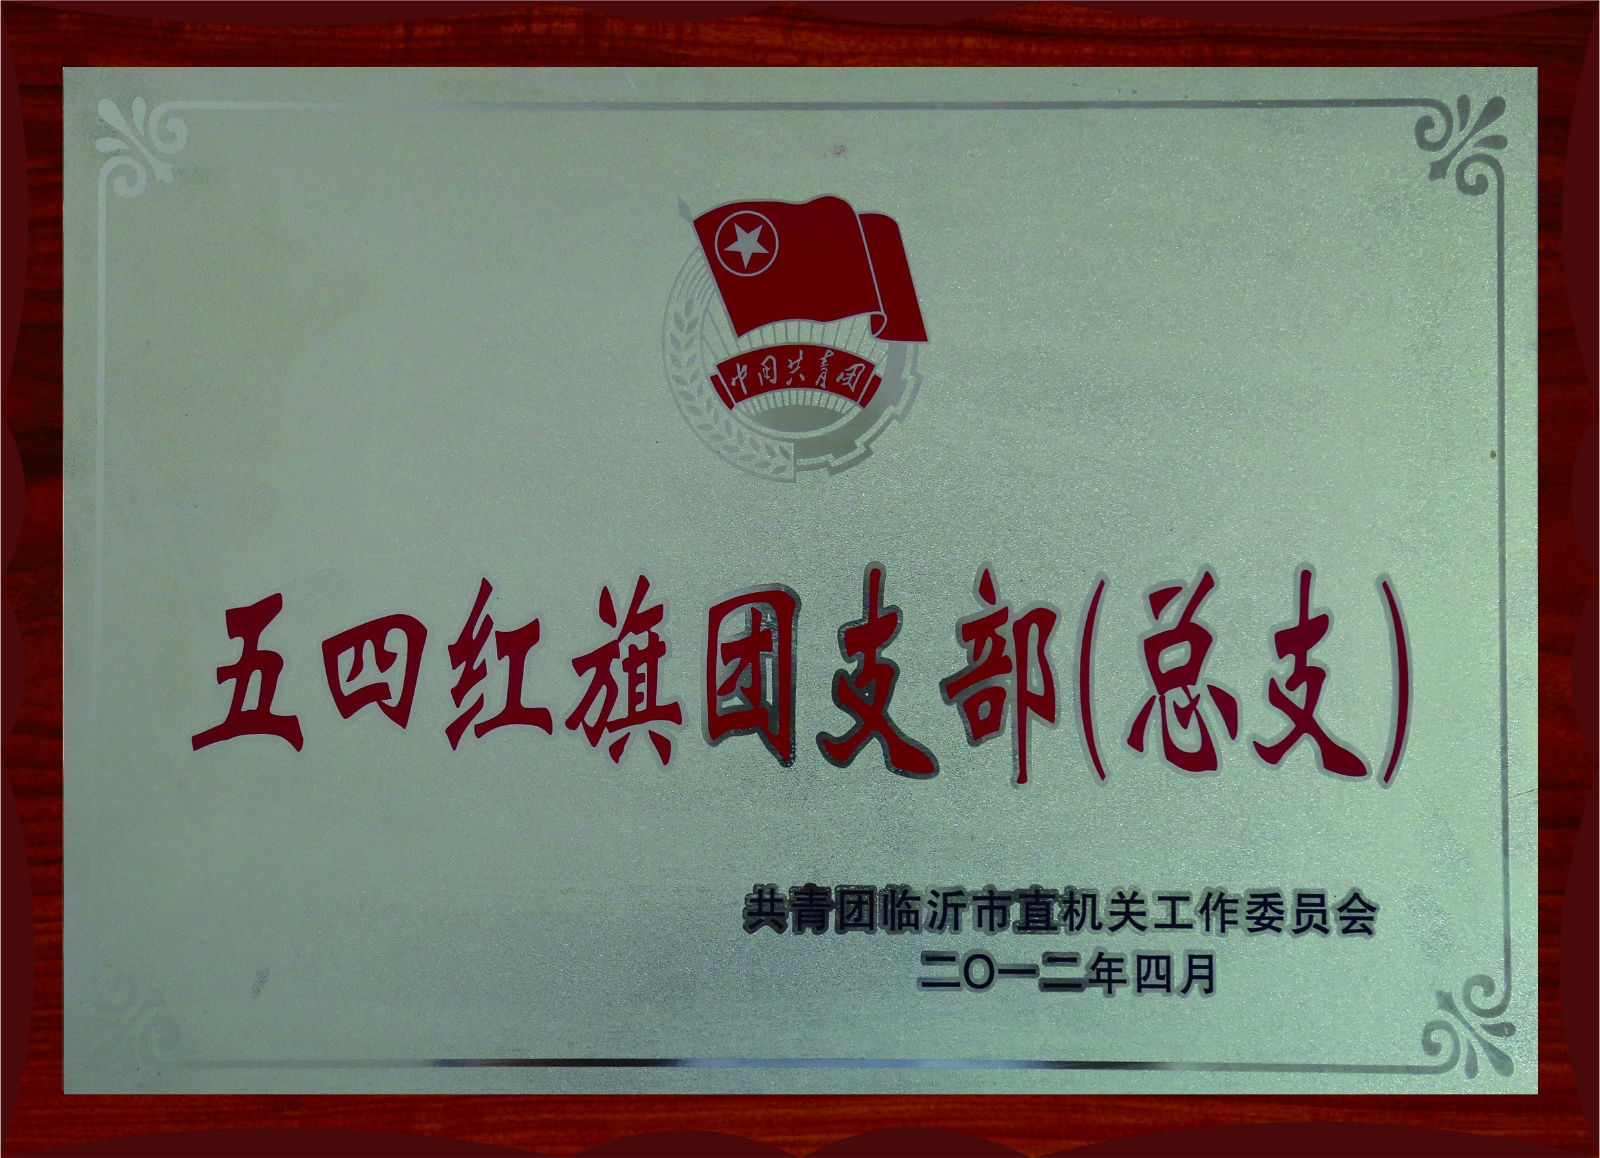 中国共青团
五四红旗团支部(总支)
共青团临沂市直机关工作委员会
二〇一二年四月